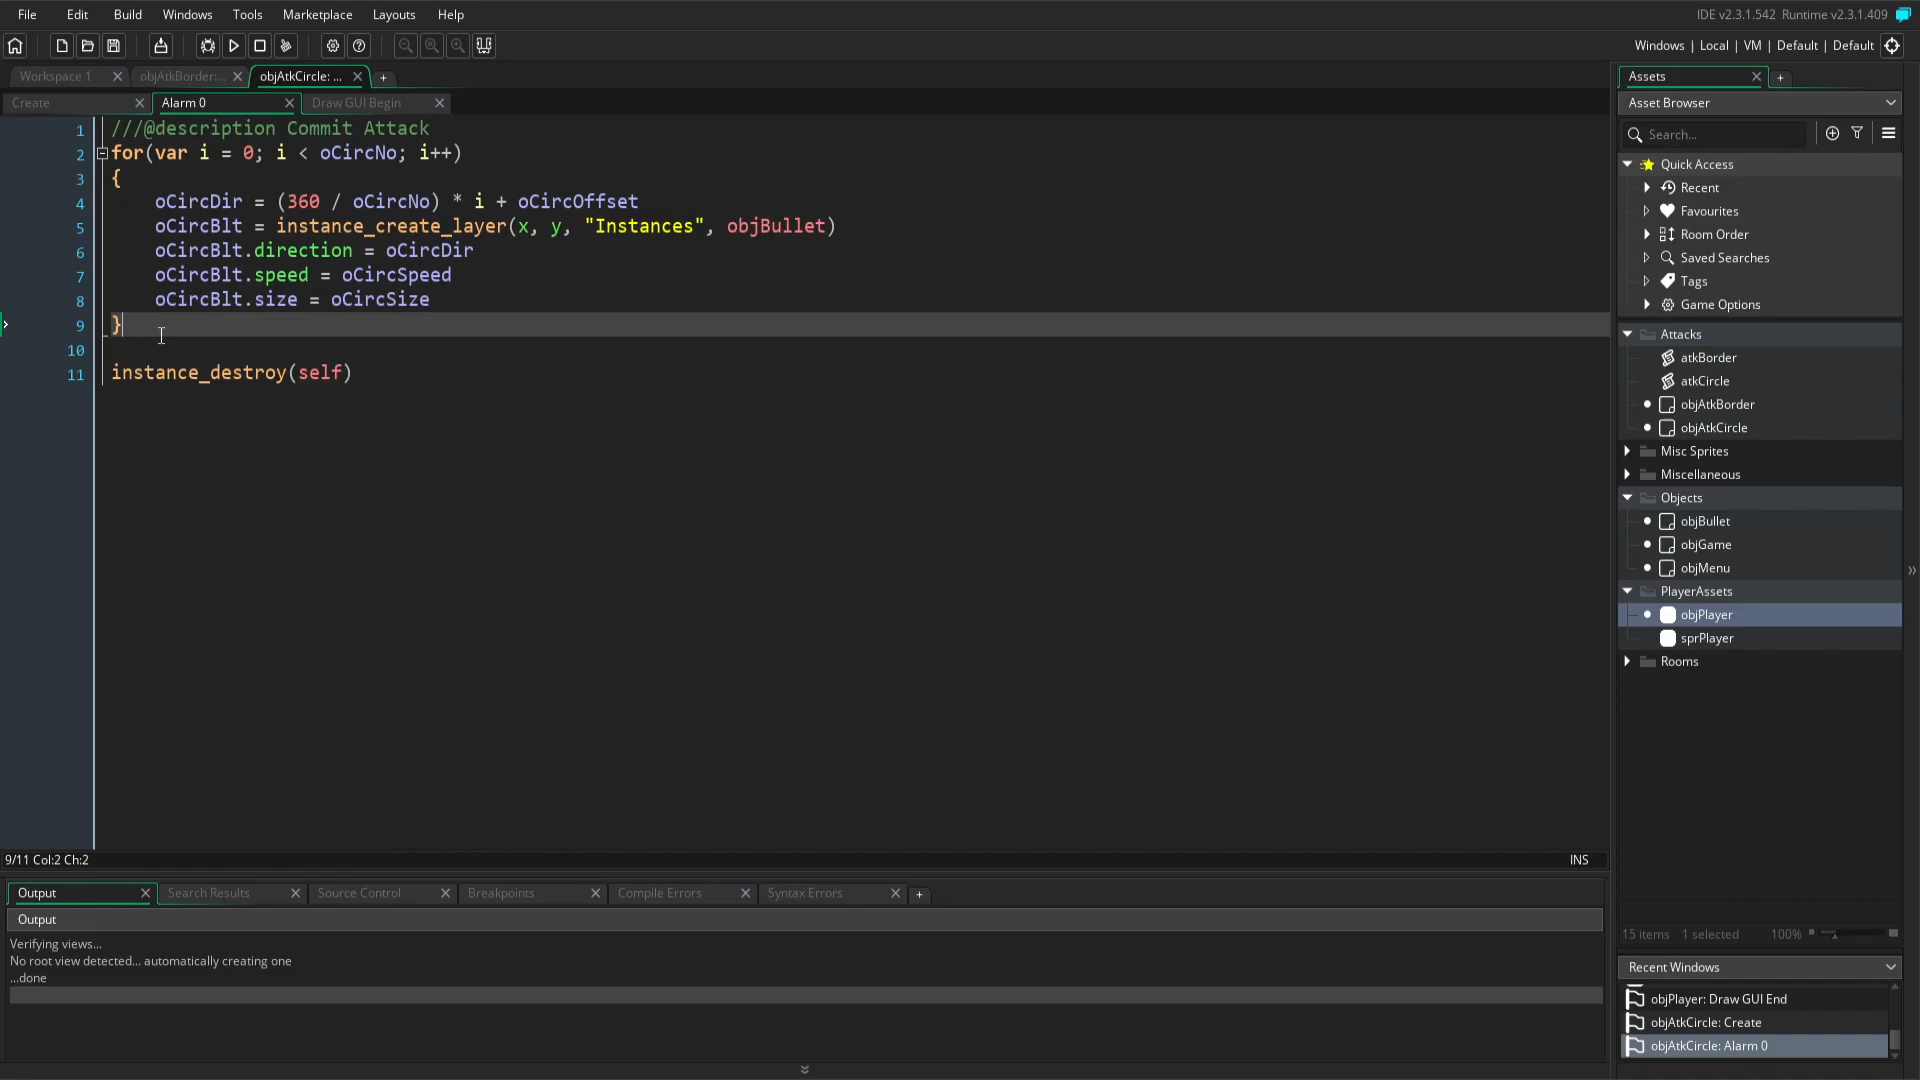 File Edit Build Windows Tools Marketplace Layouts Help IDE v2.3.1.542 Runtime v2.3.1.409
Windows | Local | VM | Default | Default
Workspace 1 objAtkBorder:... objAtkCircle: ... +
Create Alarm 0 Draw GUI Begin
1 ///@description Commit Attack
2 for(var i = 0; i < oCircNo; i++)
3 {
4 oCircDir = (360 / oCircNo) * i + oCircOffset
5 oCircBlt = instance_create_layer(x, y, "Instances", objBullet)
6 oCircBlt.direction = oCircDir
7 oCircBlt.speed = oCircSpeed
8 oCircBlt.size = oCircSize
9 }
10
11 instance_destroy(self)
9/11 Col:2 Ch:2 INS
Output Search Results Source Control Breakpoints Compile Errors Syntax Errors +
Output
Verifying views...
No root view detected... automatically creating one
...done
Assets +
Asset Browser
Search...
Quick Access
Recent
Favourites
Room Order
Saved Searches
Tags
Game Options
Attacks
atkBorder
atkCircle
objAtkBorder
objAtkCircle
Misc Sprites
Miscellaneous
Objects
objBullet
objGame
objMenu
PlayerAssets
objPlayer
sprPlayer
Rooms
15 items 1 selected 100%
Recent Windows
objPlayer: Draw GUI End
objAtkCircle: Create
objAtkCircle: Alarm 0